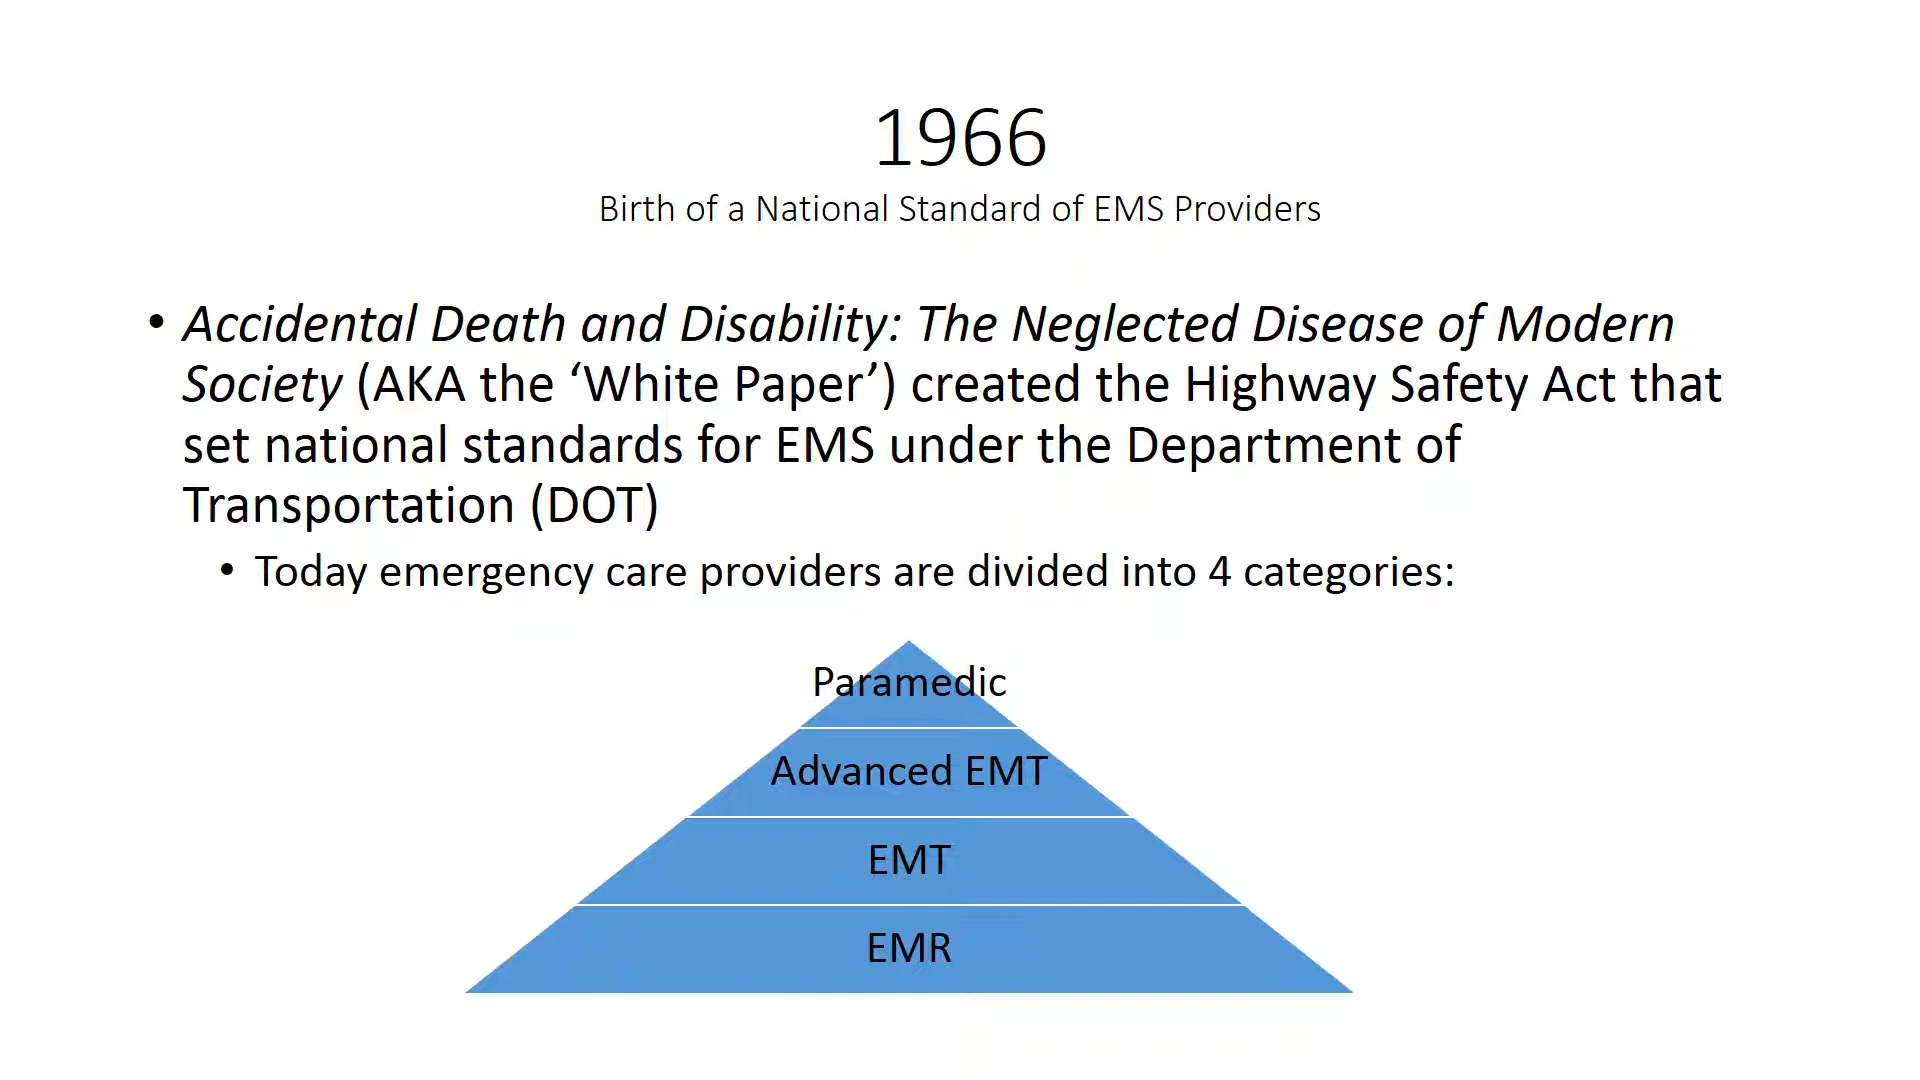 1966
Birth of a National Standard of EMS Providers
• Accidental Death and Disability: The Neglected Disease of Modern
Society (AKA the ‘White Paper’) created the Highway Safety Act that
set national standards for EMS under the Department of
Transportation (DOT)
• Today emergency care providers are divided into 4 categories:
Paramedic
Advanced EMT
EMT
EMR